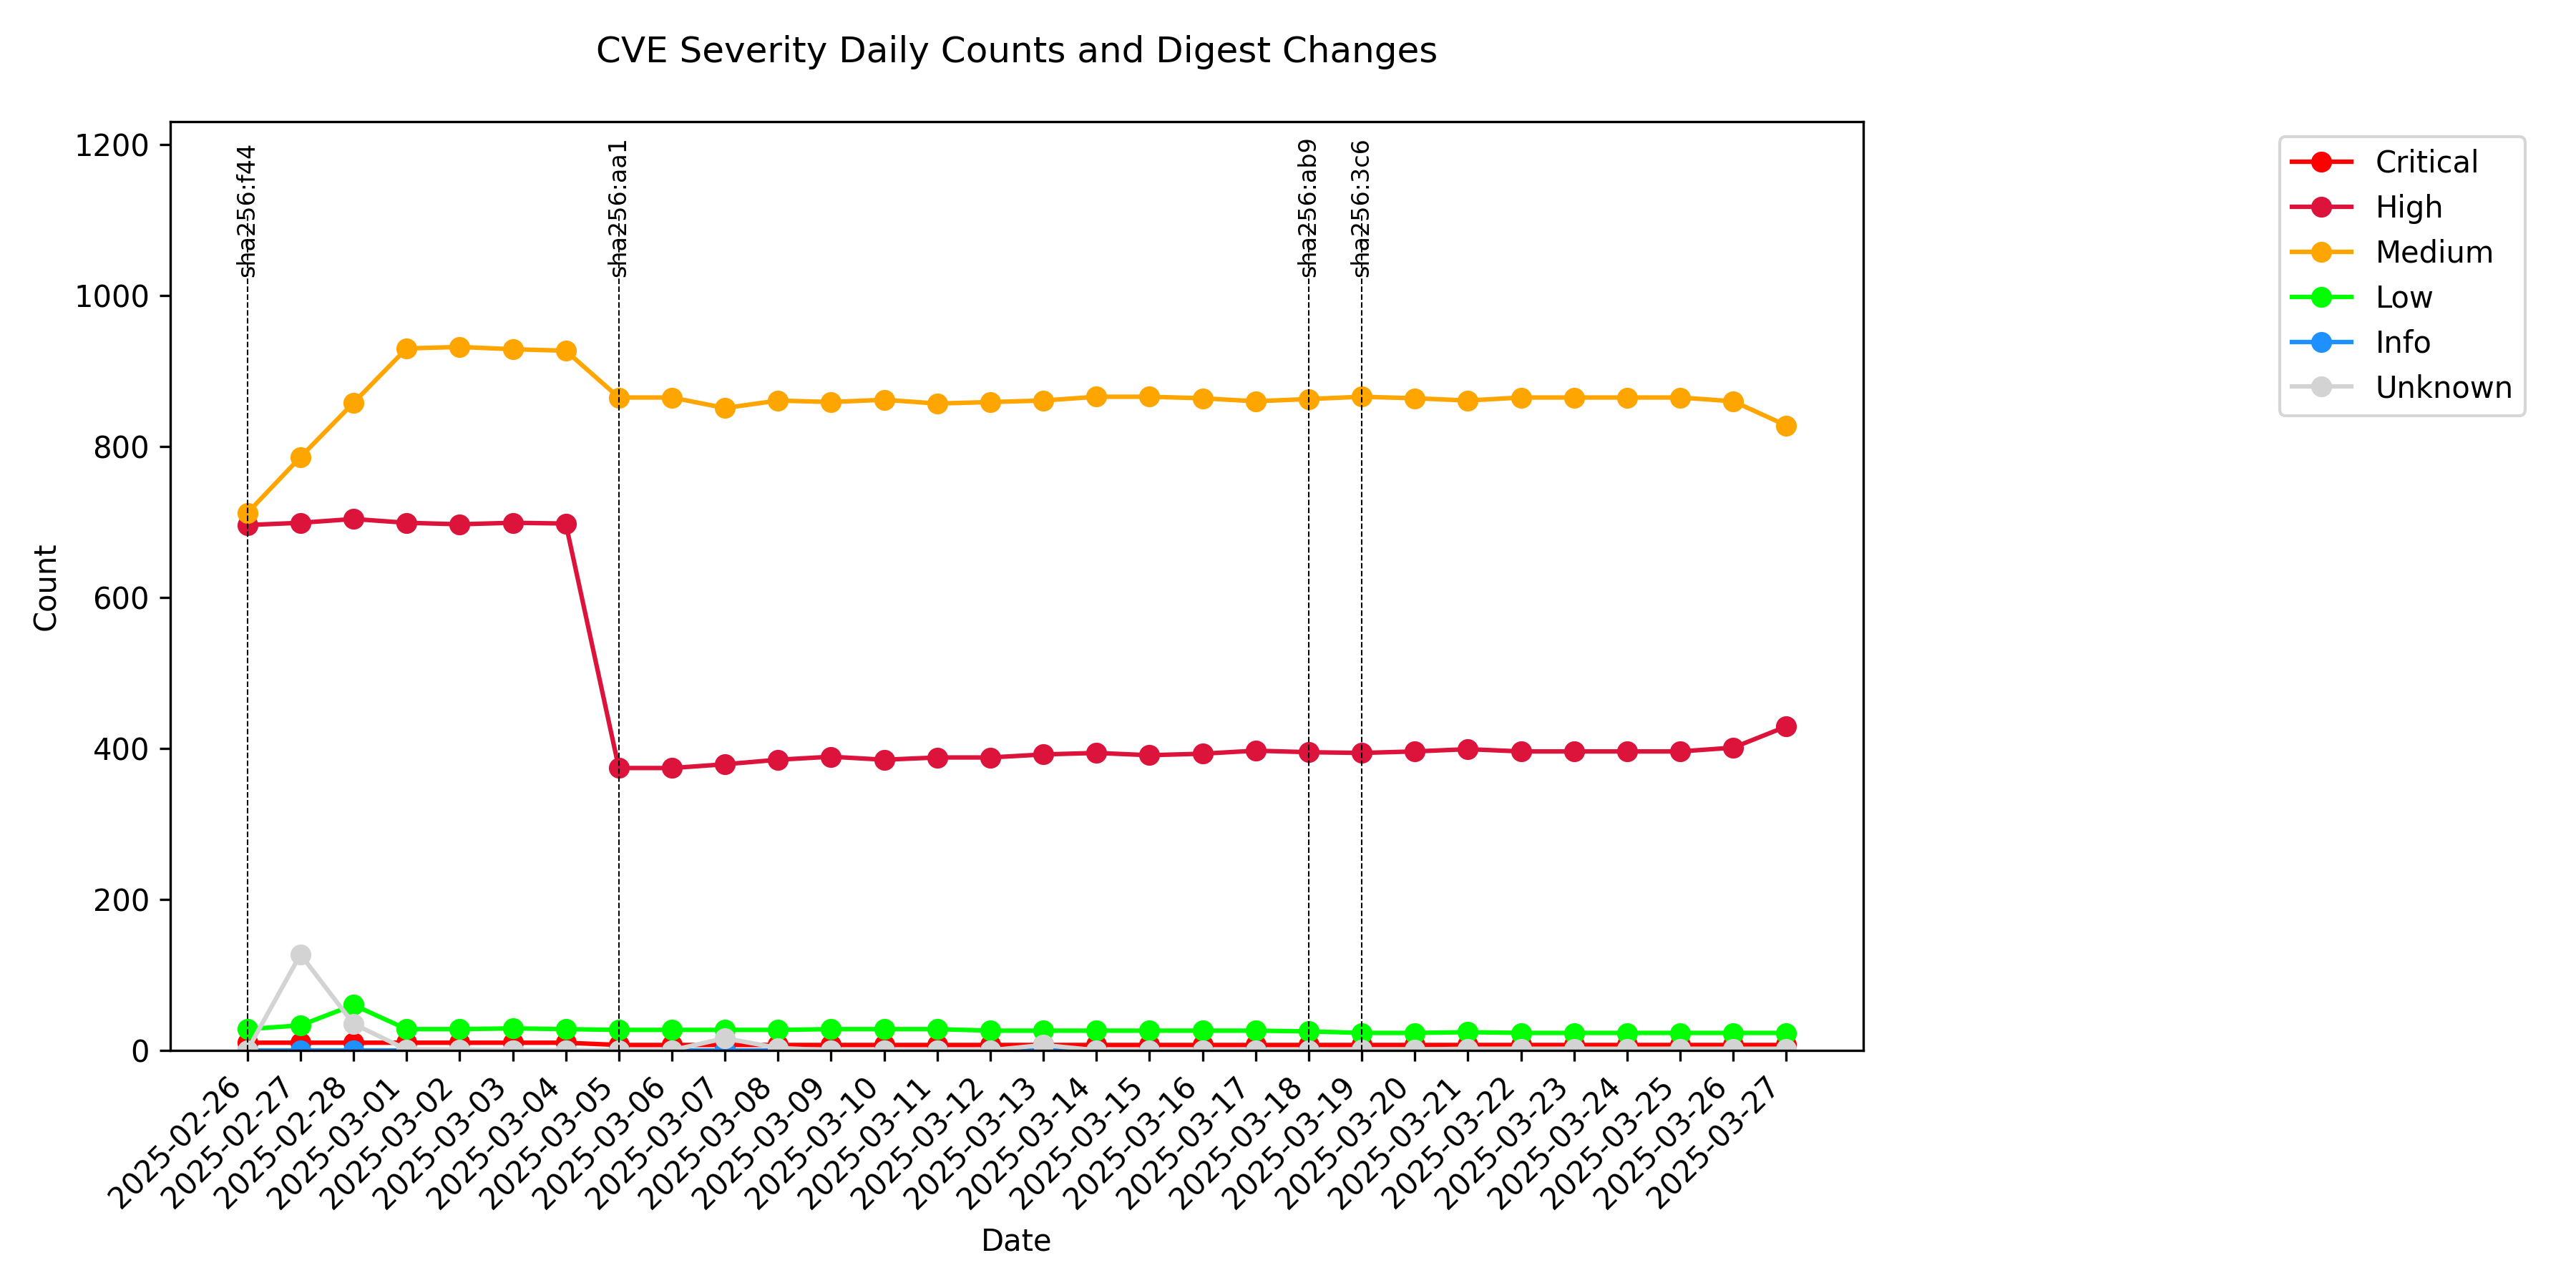 CVE Severity Daily Counts and Digest Changes
1200
1000
800
600
400
200
0
Count
sha256:f44
sha256:aa1
sha256:ab9
sha256:3c6
Critical
High
Medium
Low
Info
Unknown
2025-02-26
2025-02-27
2025-02-28
2025-03-01
2025-03-02
2025-03-03
2025-03-04
2025-03-05
2025-03-06
2025-03-07
2025-03-08
2025-03-09
2025-03-10
2025-03-11
2025-03-12
2025-03-13
2025-03-14
2025-03-15
2025-03-16
2025-03-17
2025-03-18
2025-03-19
2025-03-20
2025-03-21
2025-03-22
2025-03-23
2025-03-24
2025-03-25
2025-03-26
2025-03-27
Date